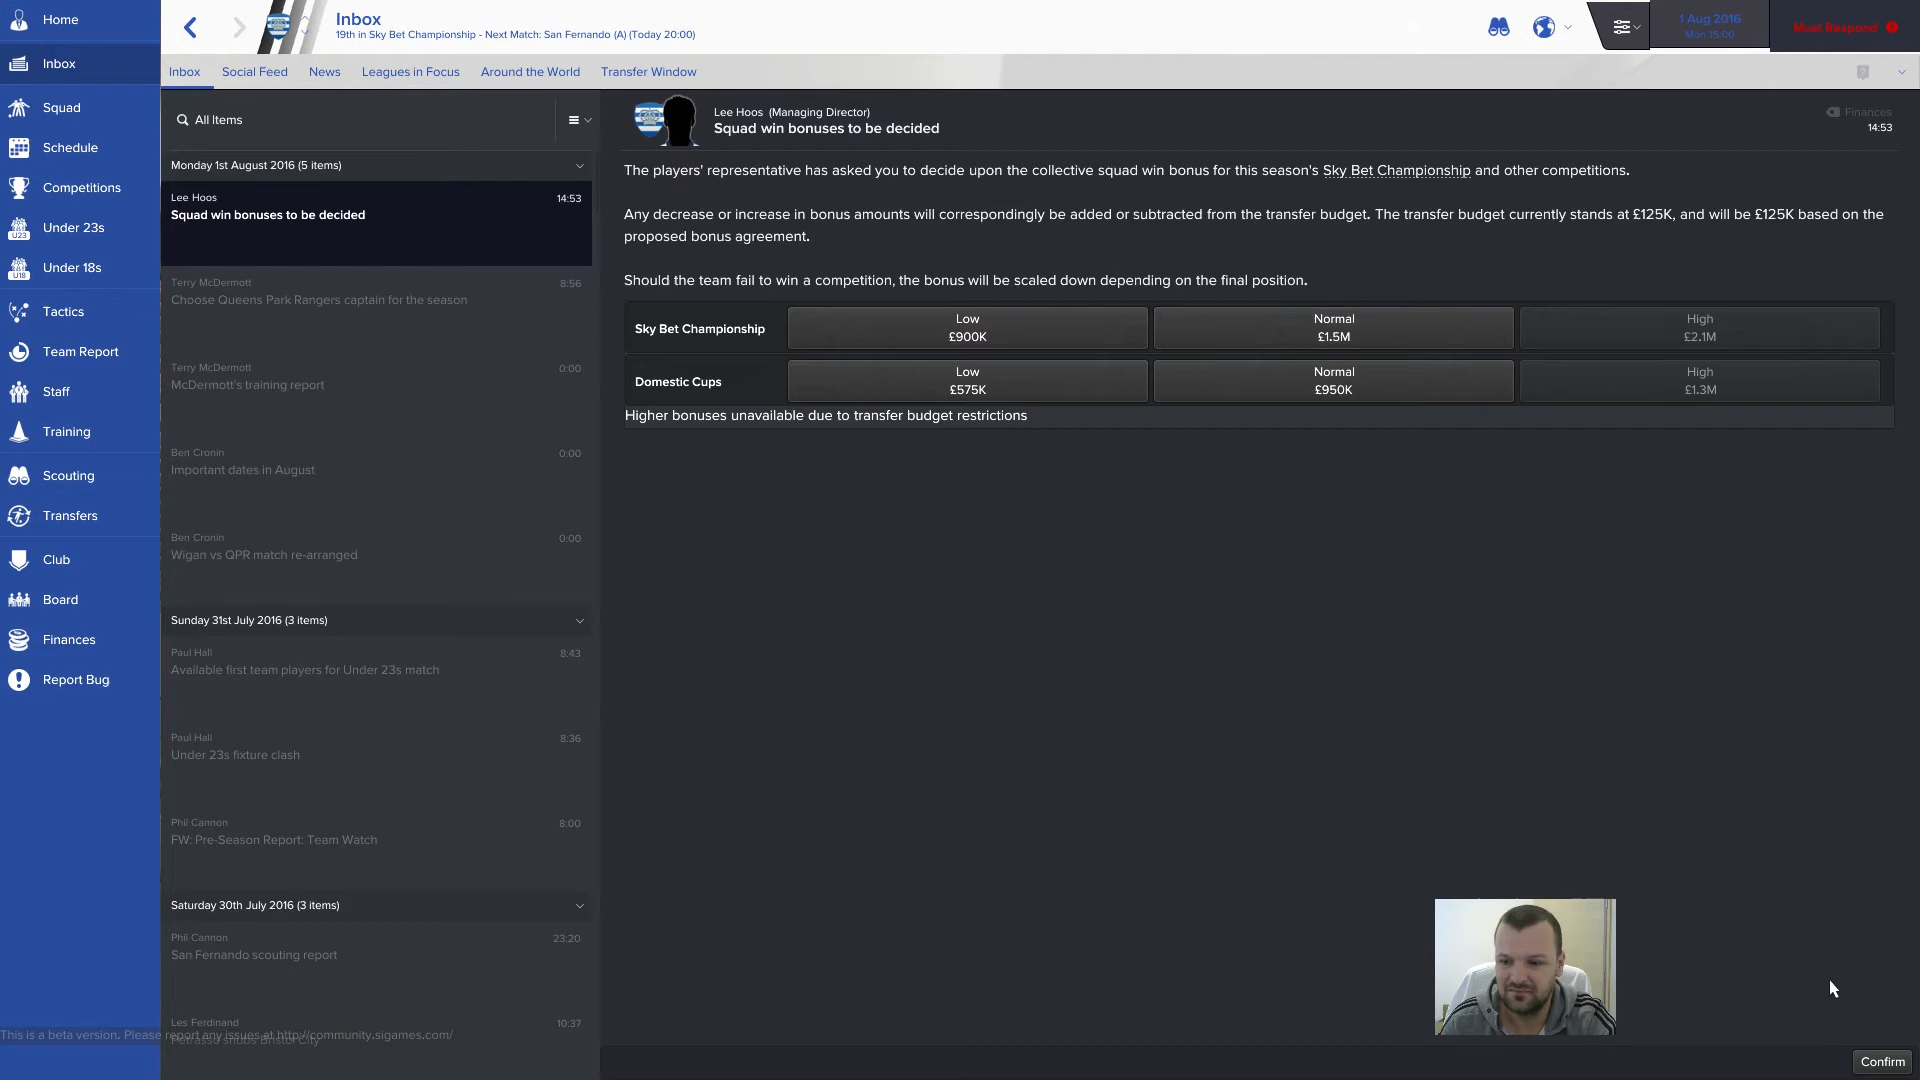 Home
Inbox
Squad
Schedule
Competitions
Under 23s
Under 18s
Tactics
Team Report
Staff
Training
Scouting
Transfers
Club
Board
Finances
Report Bug
Inbox
19th in Sky Bet Championship - Next Match: San Fernando (A) (Today 20:00)
1 Aug 2016
Mon 15:00
Must Respond
Inbox Social Feed News Leagues in Focus Around the World Transfer Window
All Items
Monday 1st August 2016 (5 items)
Lee Hoos 14:53
Squad win bonuses to be decided
Terry McDermott 8:56
Choose Queens Park Rangers captain for the season
Terry McDermott 0:00
McDermott's training report
Ben Cronin 0:00
Important dates in August
Ben Cronin 0:00
Wigan vs QPR match re-arranged
Sunday 31st July 2016 (3 items)
Paul Hall 8:43
Available first team players for Under 23s match
Paul Hall 8:36
Under 23s fixture clash
Phil Cannon 8:00
FW: Pre-Season Report: Team Watch
Saturday 30th July 2016 (3 items)
Phil Cannon 23:20
San Fernando scouting report
Les Ferdinand 10:37
Petrasso snubs Bristol City
This is a beta version. Please report any issues at http://community.sigames.com/
Lee Hoos (Managing Director)
Squad win bonuses to be decided
Finances
14:53
The players' representative has asked you to decide upon the collective squad win bonus for this season's Sky Bet Championship and other competitions.
Any decrease or increase in bonus amounts will correspondingly be added or subtracted from the transfer budget. The transfer budget currently stands at £125K, and will be £125K based on the
proposed bonus agreement.
Should the team fail to win a competition, the bonus will be scaled down depending on the final position.
Sky Bet Championship
Low
£900K
Normal
£1.5M
High
£2.1M
Domestic Cups
Low
£575K
Normal
£950K
High
£1.3M
Higher bonuses unavailable due to transfer budget restrictions
Confirm